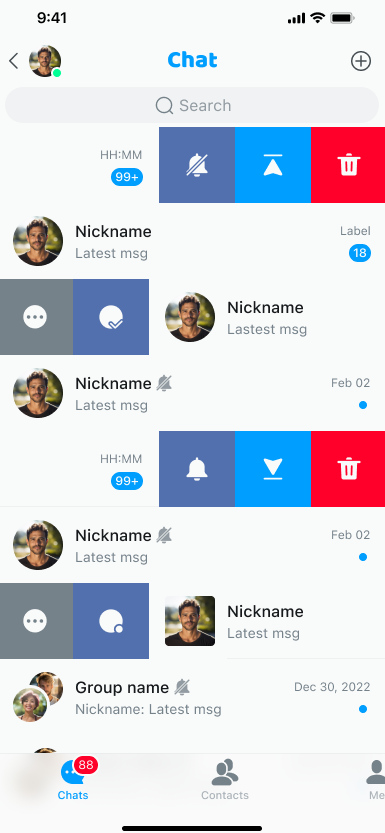 9:41
Chat
Search
HH:MM
99+
Nickname
Label
Latest msg
18
Nickname
Lastest msg
Nickname
Feb 02
Latest msg
HH:MM
99+
Nickname
Feb 02
Latest msg
Nickname
Latest msg
Group name
Dec 30, 2022
Nickname: Latest msg
88
Chats
Contacts
Me